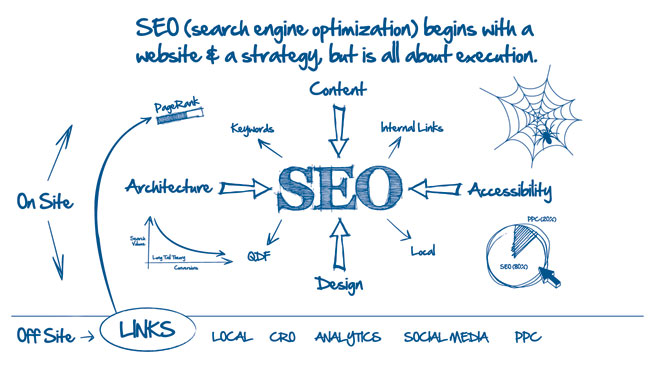 SEO (search engine optimization) begins with a
website & a strategy, but is all about execution.
Content
PageRank
Keywords
Internal Links
On Site
Architecture
SEO
Accessibility
Search
Volume
Long Tail Theory
Conversions
QDF
Local
PPC (20%)
SEO (80%)
Design
Off Site
LINKS
LOCAL
CRO
ANALYTICS
SOCIAL MEDIA
PPC